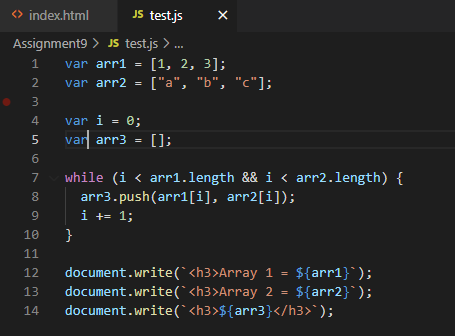 <> index.html JS test.js ×
Assignment9 > JS test.js > ...
1 var arr1 = [1, 2, 3];
2 var arr2 = ["a", "b", "c"];
3
4 var i = 0;
5 var arr3 = [];
6
7 while (i < arr1.length && i < arr2.length) {
8 arr3.push(arr1[i], arr2[i]);
9 i += 1;
10 }
11
12 document.write(`<h3>Array 1 = ${arr1}`);
13 document.write(`<h3>Array 2 = ${arr2}`);
14 document.write(`<h3>${arr3}</h3>`);